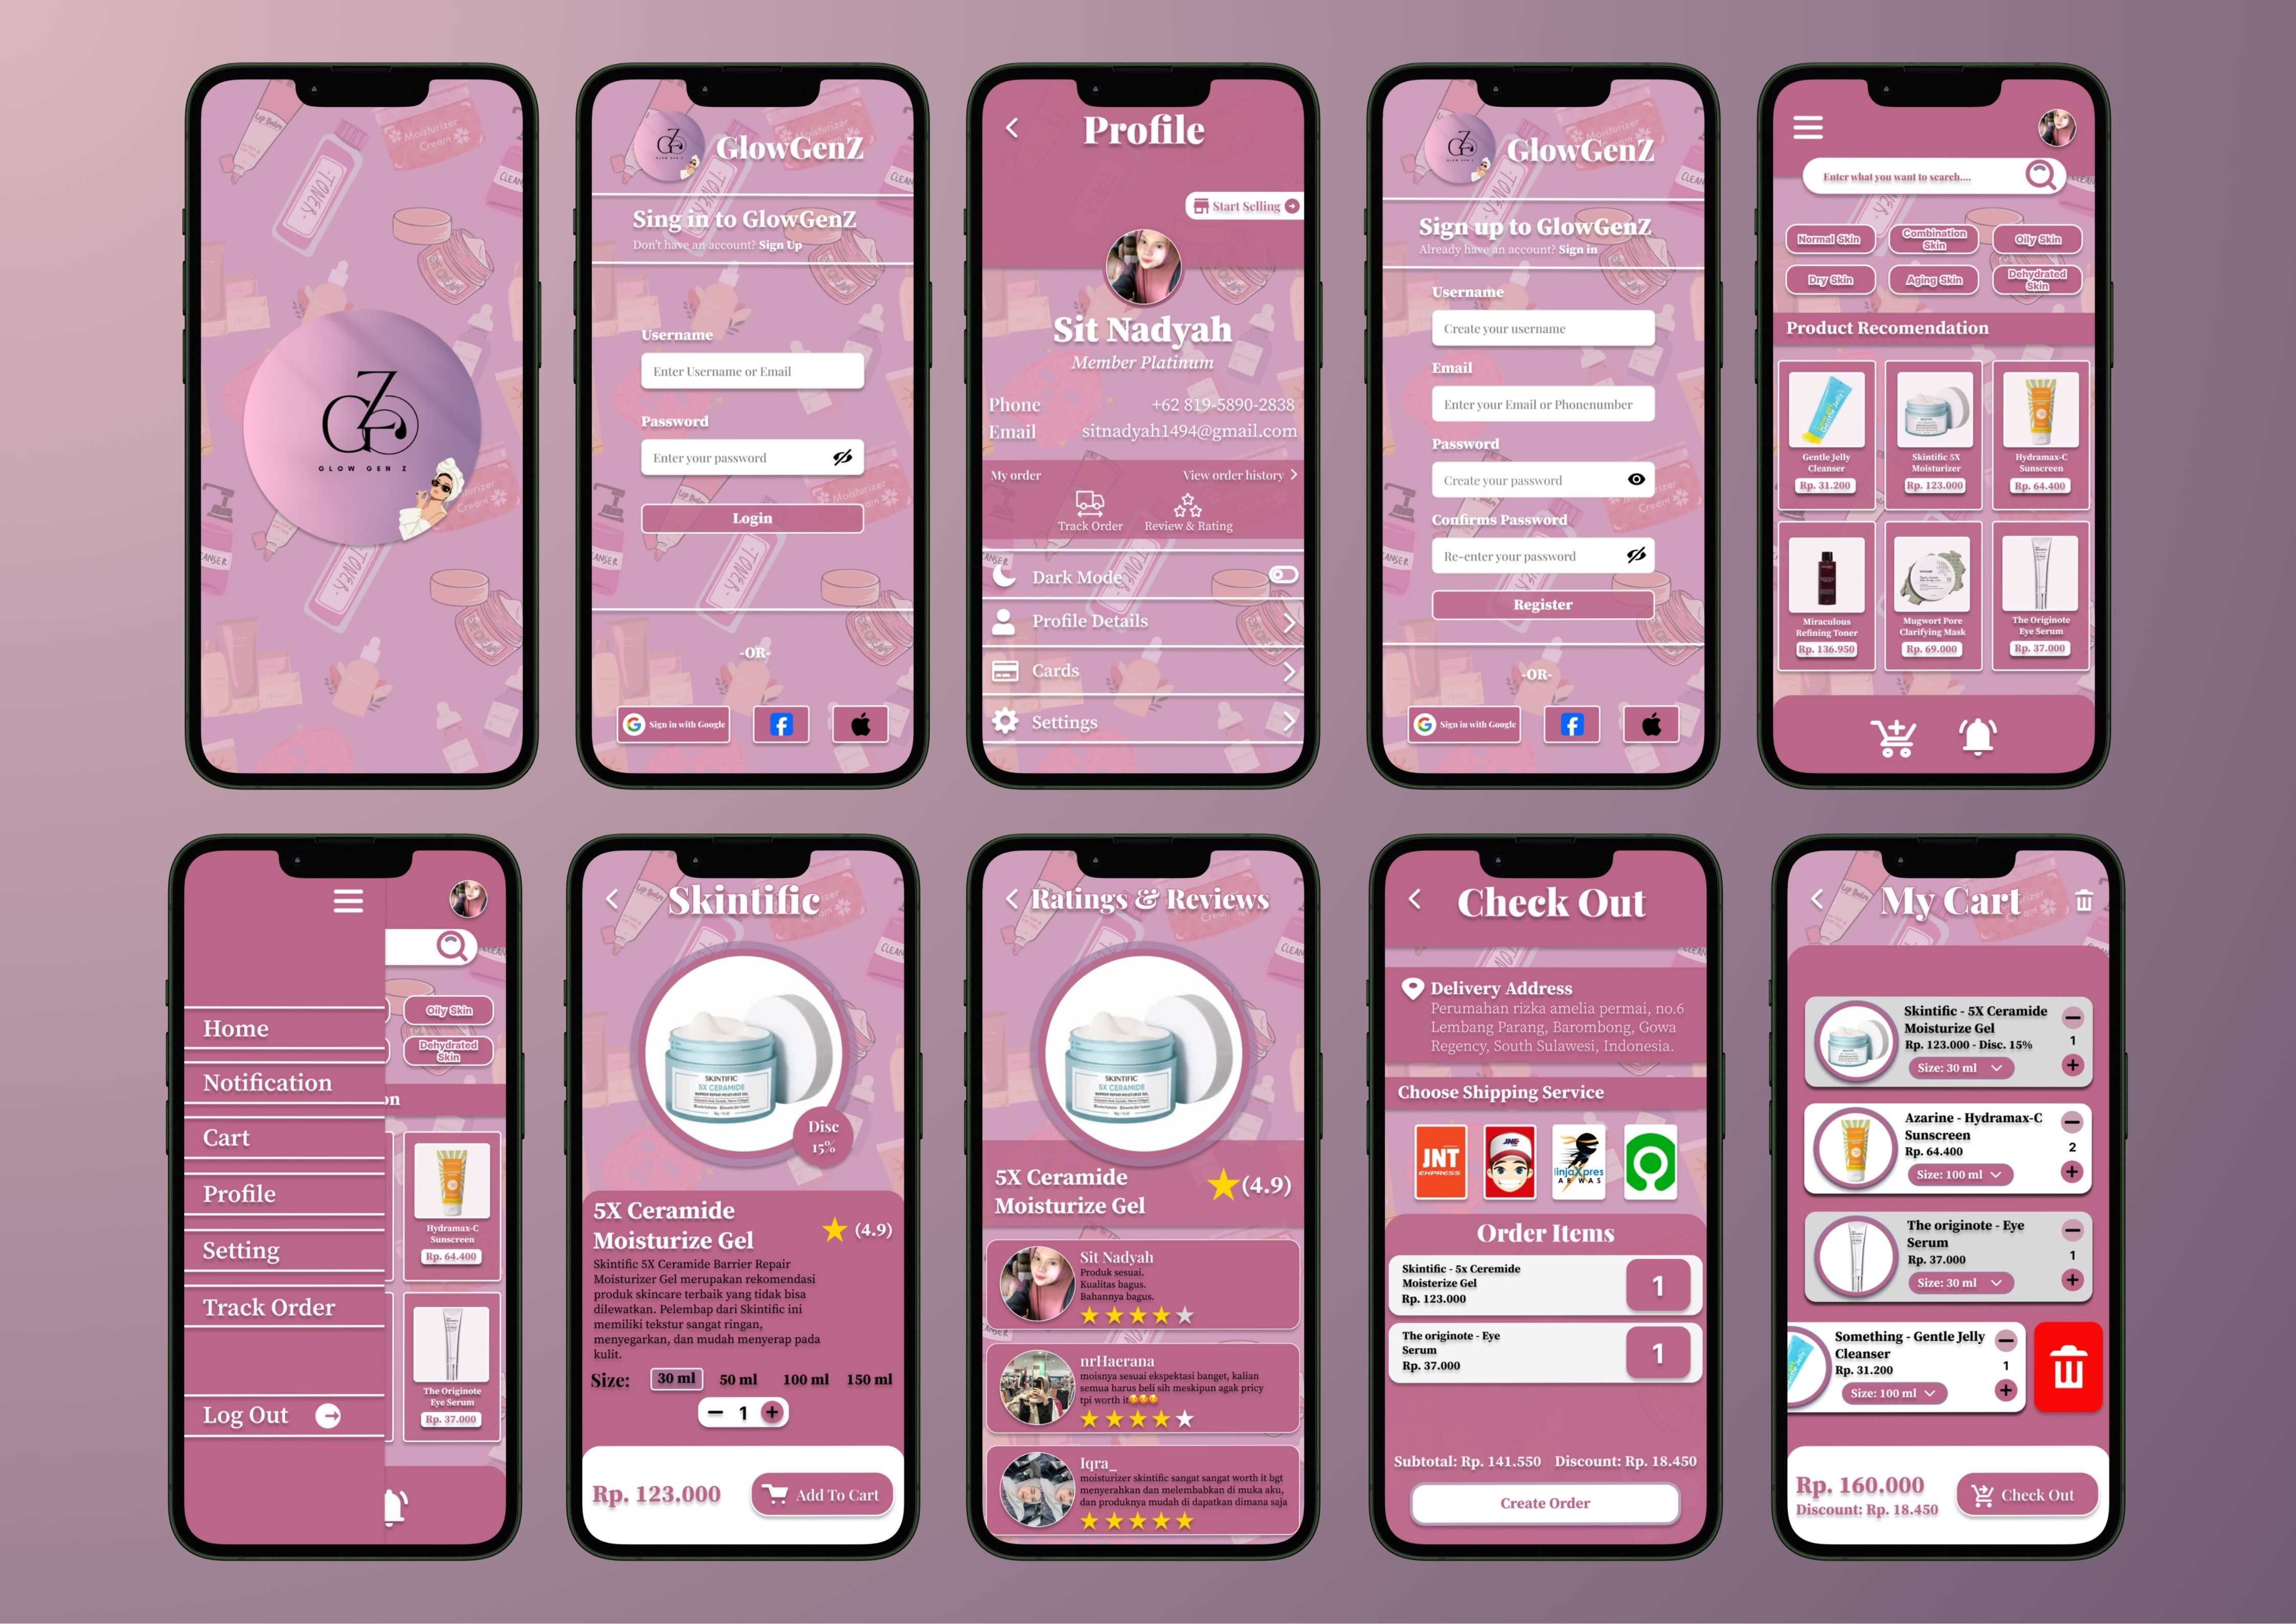 GLOW GEN Z
GlowGenZ
Sing in to GlowGenZ
Don't have an account? Sign Up
Username
Enter Username or Email
Password
Enter your password
Login
-OR-
Sign in with Google
Profile
Start Selling
Sit Nadyah
Member Platinum
Phone +62 819-5890-2838
Email sitnadyah1494@gmail.com
My order View order history
Track Order Review & Rating
Dark Mode
Profile Details
Cards
Settings
GlowGenZ
Sign up to GlowGenZ
Already have an account? Sign in
Username
Create your username
Email
Enter your Email or Phonenumber
Password
Create your password
Confirms Password
Re-enter your password
Register
-OR-
Sign in with Google
Enter what you want to search....
Normal Skin
Combination
Skin
Oily Skin
Dry Skin
Aging Skin
Dehydrated
Skin
Product Recomendation
Gentle Jelly
Cleanser
Rp. 31.200
Skintific 5X
Moisturizer
Rp. 123.000
Hydramax-C
Sunscreen
Rp. 64.400
Miraculous
Refining Toner
Rp. 136.950
Mugwort Pore
Clarifying Mask
Rp. 69.000
The Originote
Eye Serum
Rp. 37.000
Home
Notification
Cart
Profile
Setting
Track Order
Log Out
Oily Skin
Dehydrated
Skin
on
Hydramax-C
Sunscreen
Rp. 64.400
The Originote
Eye Serum
Rp. 37.000
Skintific
SKINTIFIC
5X CERAMIDE
BARRIER REPAIR MOISTURIZE GEL
Disc
15%
5X Ceramide
Moisturize Gel
(4.9)
Skintific 5X Ceramide Barrier Repair
Moisturizer Gel merupakan rekomendasi
produk skincare terbaik yang tidak bisa
dilewatkan. Pelembap dari Skintific ini
memiliki tekstur sangat ringan,
menyegarkan, dan mudah menyerap pada
kulit.
Size: 30 ml 50 ml 100 ml 150 ml
1
Rp. 123.000
Add To Cart
Ratings & Reviews
SKINTIFIC
5X CERAMIDE
BARRIER REPAIR MOISTURIZE GEL
5X Ceramide
Moisturize Gel
(4.9)
Sit Nadyah
Produk sesuai.
Kualitas bagus.
Bahannya bagus.
nrHaerana
moisnya sesuai ekspektasi banget, kalian
semua harus beli sih meskipun agak pricy
tpi worth it🥰🥰🥰
Iqra_
moisturizer skintific sangat sangat worth it bgt
menyerahkan dan melembabkan di muka aku,
dan produknya mudah di dapatkan dimana saja
Check Out
Delivery Address
Perumahan rizka amelia permai, no.6
Lembang Parang, Barombong, Gowa
Regency, South Sulawesi, Indonesia.
Choose Shipping Service
JNT
EXPRESS
JNE
injaXpres
Order Items
Skintific - 5x Ceremide
Moisterize Gel
Rp. 123.000
1
The originote - Eye
Serum
Rp. 37.000
1
Subtotal: Rp. 141.550 Discount: Rp. 18.450
Create Order
My Cart
Skintific - 5X Ceramide
Moisturize Gel
Rp. 123.000 - Disc. 15%
Size: 30 ml
1
Azarine - Hydramax-C
Sunscreen
Rp. 64.400
Size: 100 ml
2
The originote - Eye
Serum
Rp. 37.000
Size: 30 ml
1
Something - Gentle Jelly
Cleanser
Rp. 31.200
Size: 100 ml
1
Rp. 160.000
Discount: Rp. 18.450
Check Out